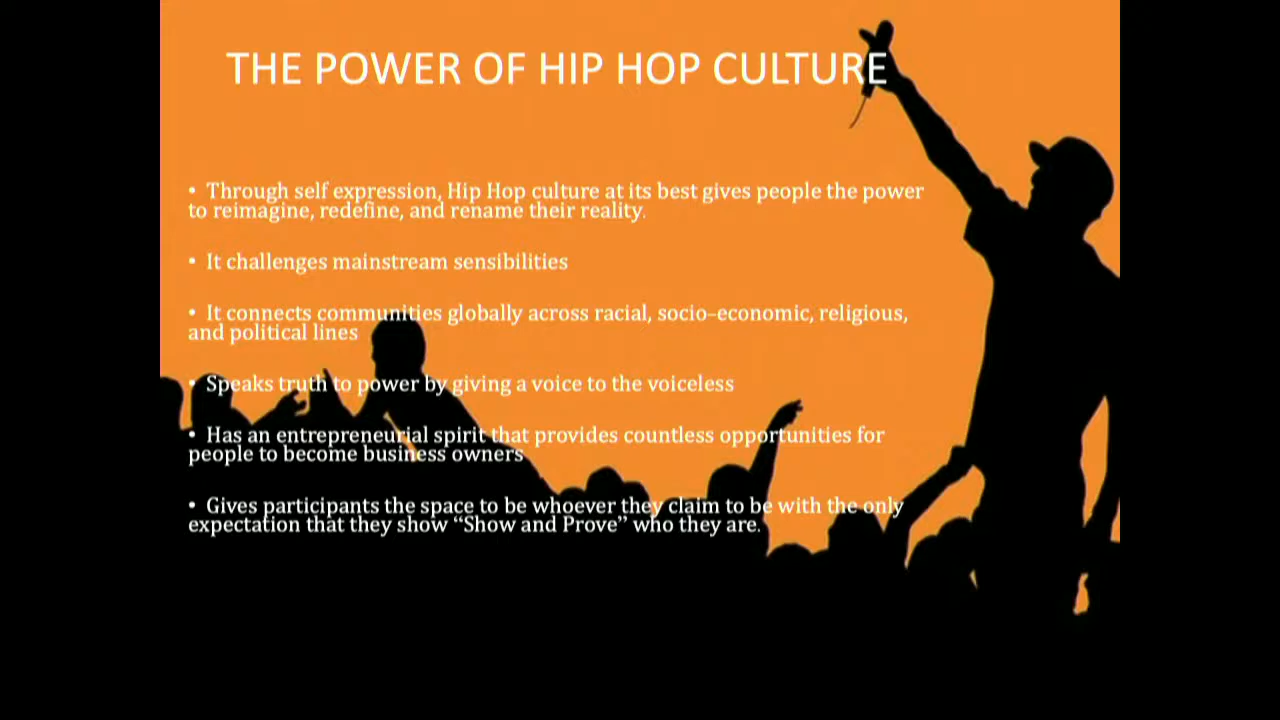 THE POWER OF HIP HOP CULTURE
• Through self expression, Hip Hop culture at its best gives people the power
to reimagine, redefine, and rename their reality.
• It challenges mainstream sensibilities
• It connects communities globally across racial, socio–economic, religious,
and political lines
• Speaks truth to power by giving a voice to the voiceless
• Has an entrepreneurial spirit that provides countless opportunities for
people to become business owners
• Gives participants the space to be whoever they claim to be with the only
expectation that they show “Show and Prove” who they are.